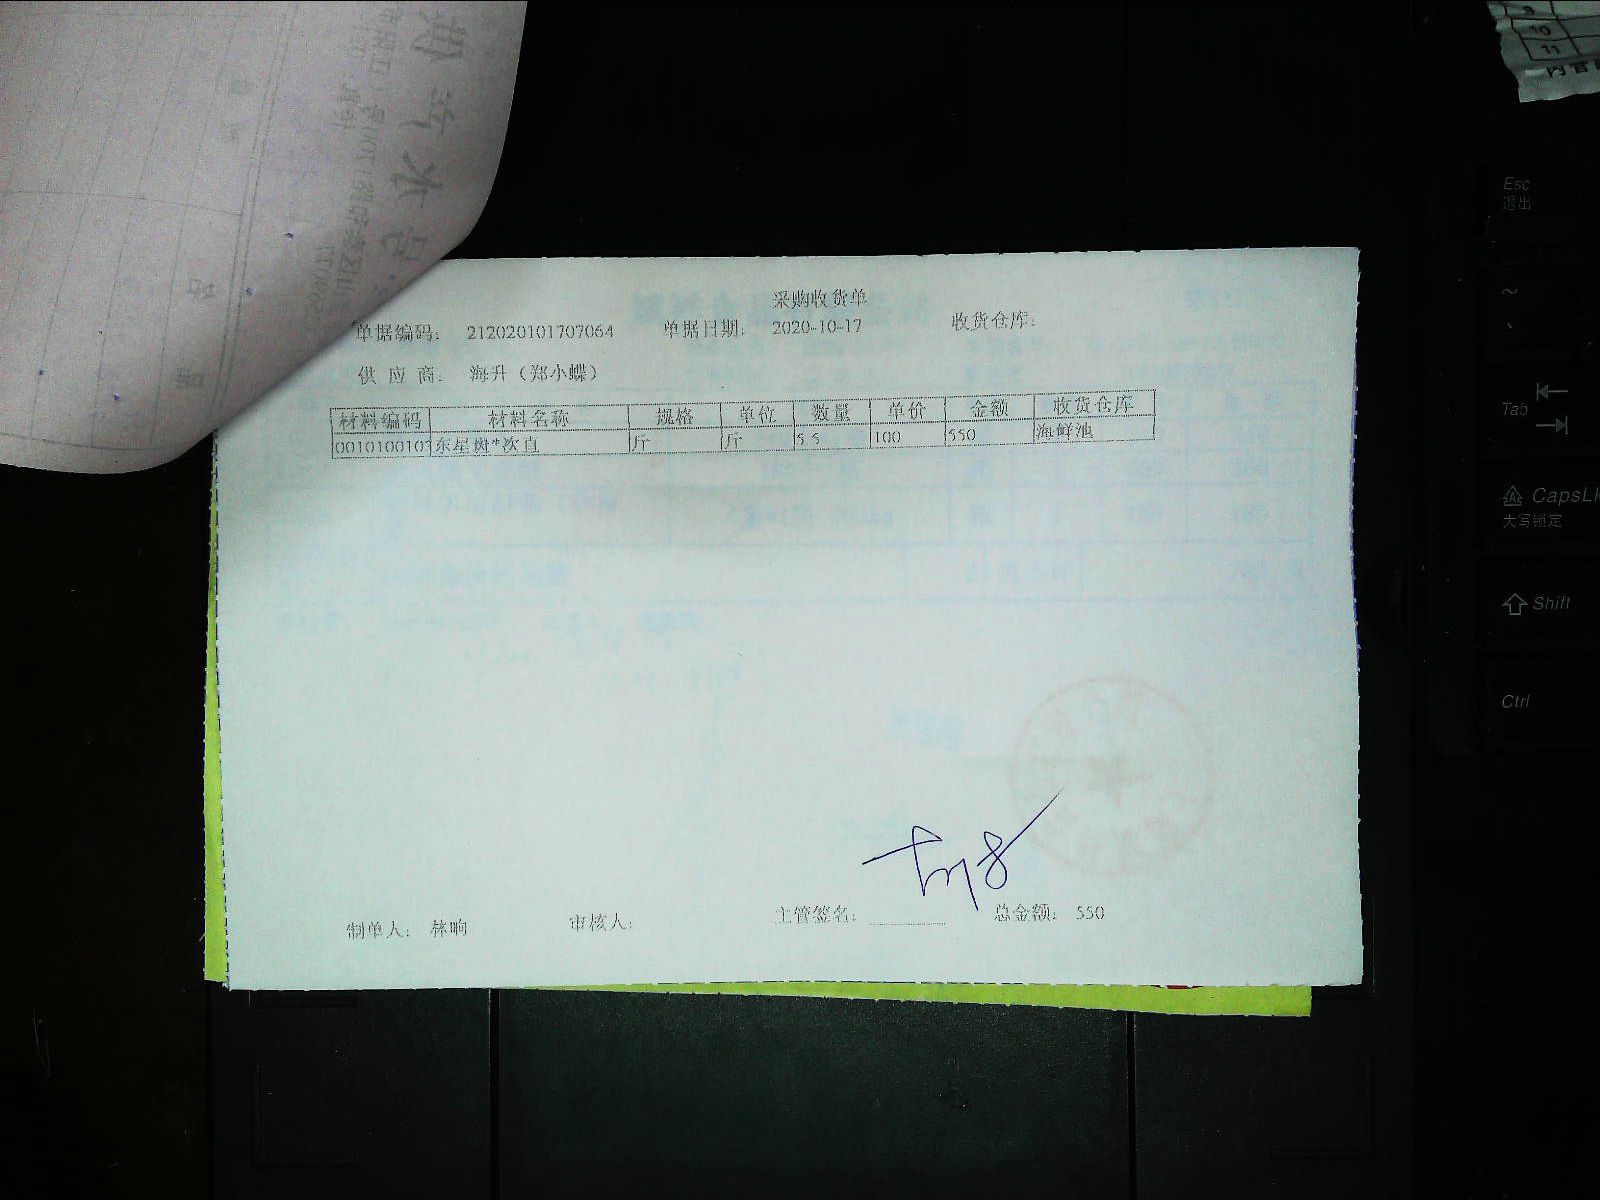 采购收货单
单据编码: 212020101707064 单据日期: 2020-10-17 收货仓库:
供应商: 海升（郑小蝶）
材料编码 材料名称 规格 单位 数量 单价 金额 收货仓库
0010100107 东星斑*次直 斤 斤 5.5 100 550 海鲜池
制单人: 林响 审核人: 主管签名: 总金额: 550
Esc
退出
~
Tab
CapsLk
大写锁定
Shift
Ctrl